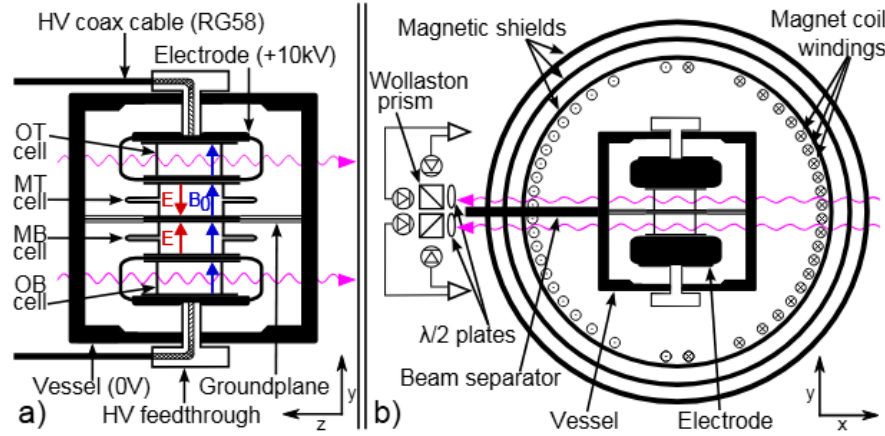 HV coax cable (RG58)
Electrode (+10kV)
OT
cell
MT
cell
MB
cell
OB
cell
E
B0
E
Vessel (0V)
Groundplane
HV feedthrough
a)
y
z
Magnetic shields
Magnet coil
windings
Wollaston
prism
λ/2 plates
Beam separator
Vessel
Electrode
b)
y
x